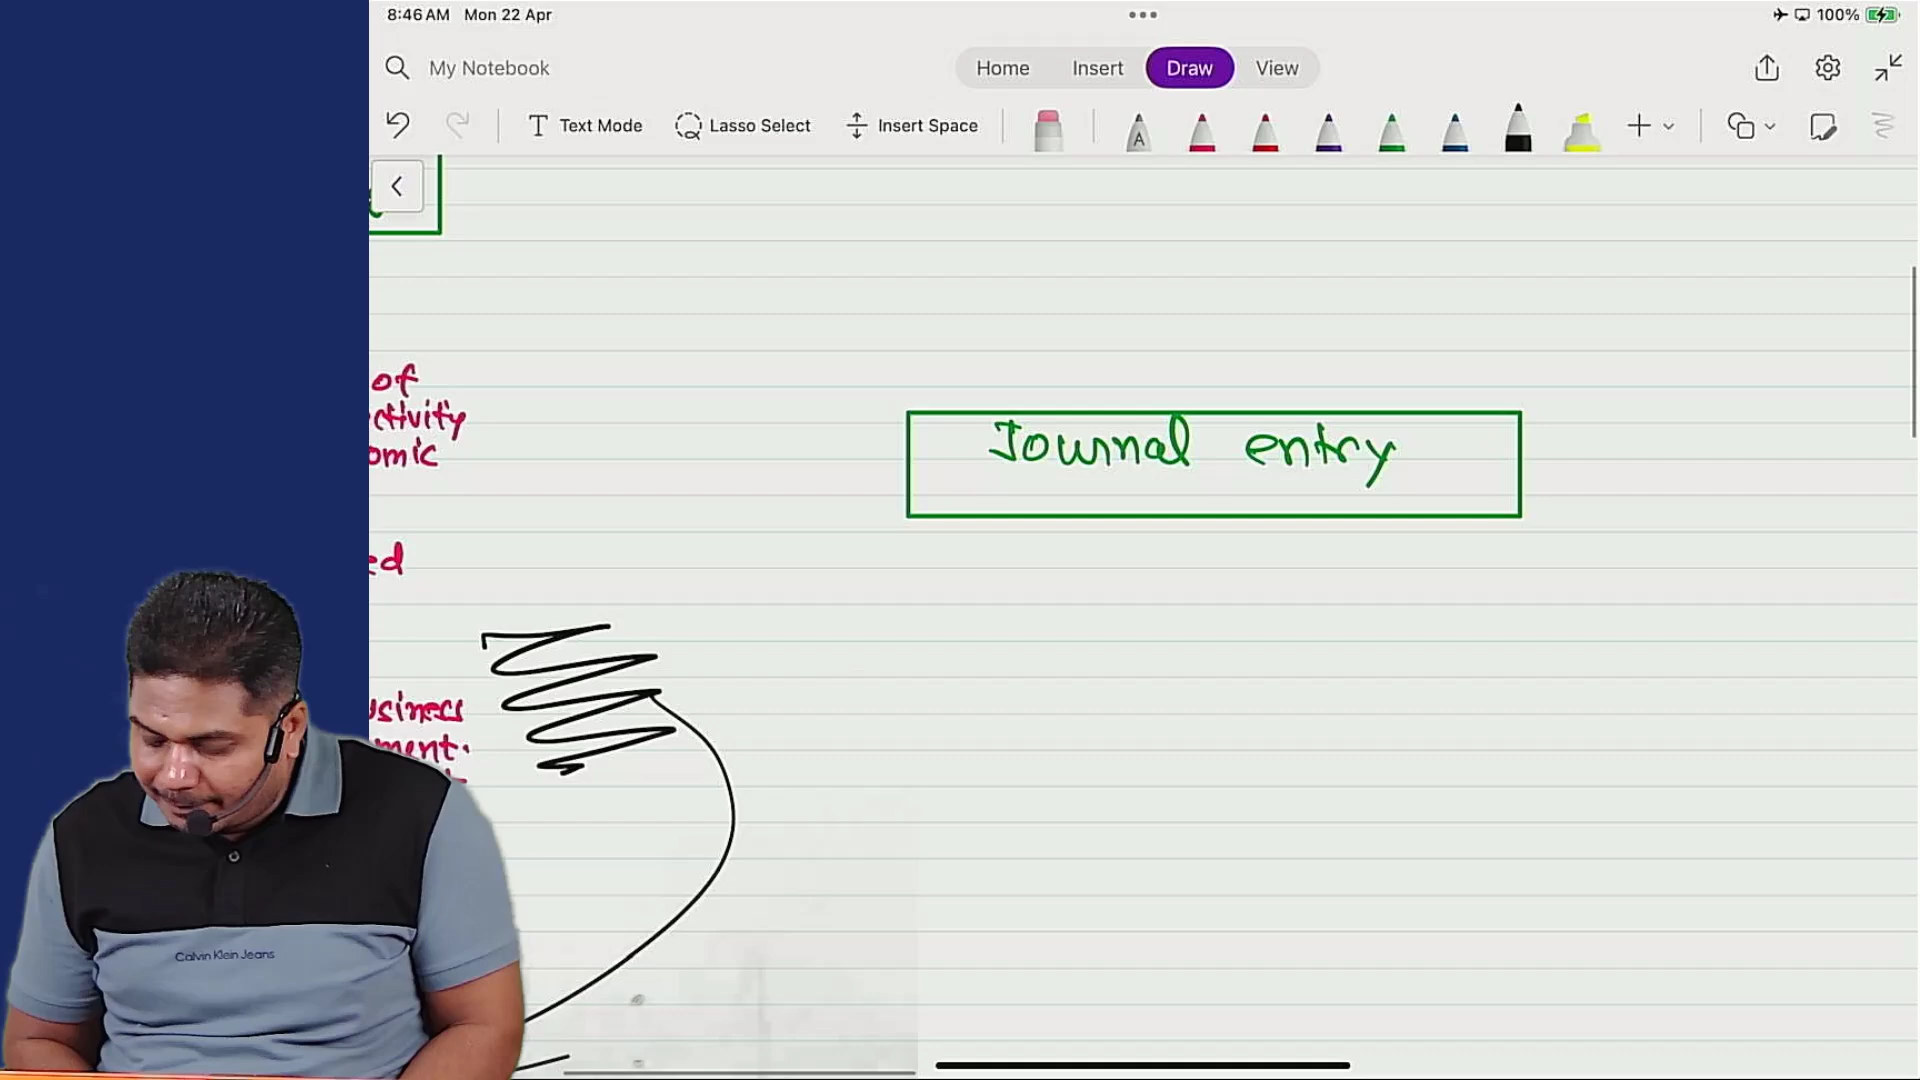 8:46 AM Mon 22 Apr
100%
My Notebook
Home Insert Draw View
Text Mode Lasso Select Insert Space
A
of
ctivity
omic
Journal entry
ed
usiness
ment.
Calvin Klein Jeans